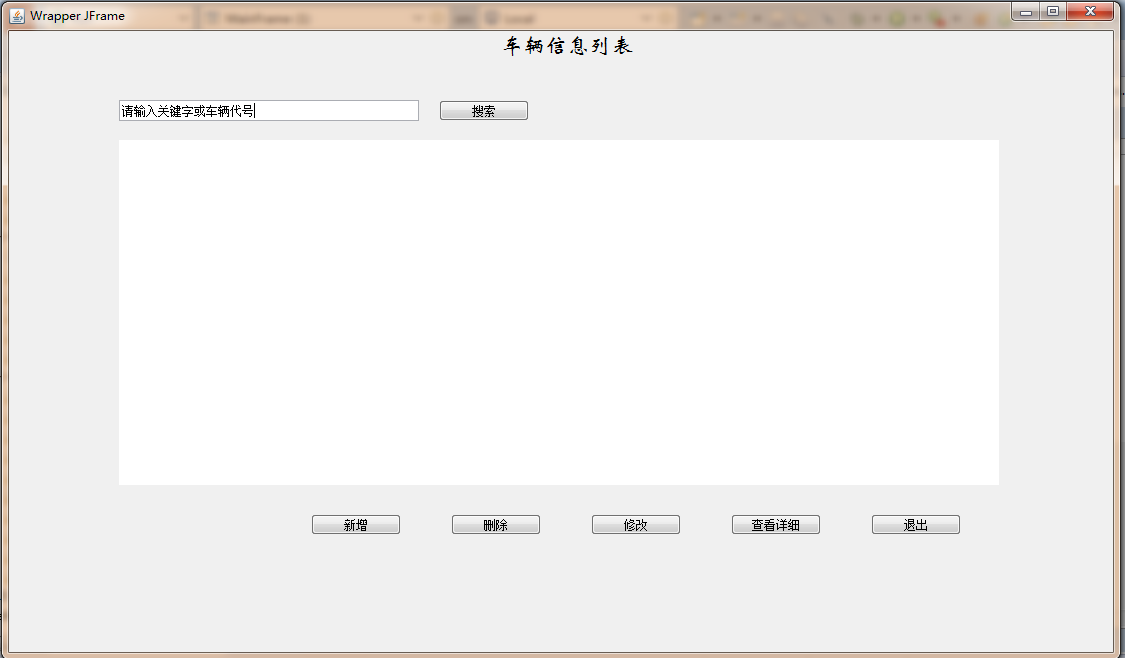 Wrapper JFrame
车辆信息列表
请输入关键字或车辆代号
搜索
新增
删除
修改
查看详细
退出